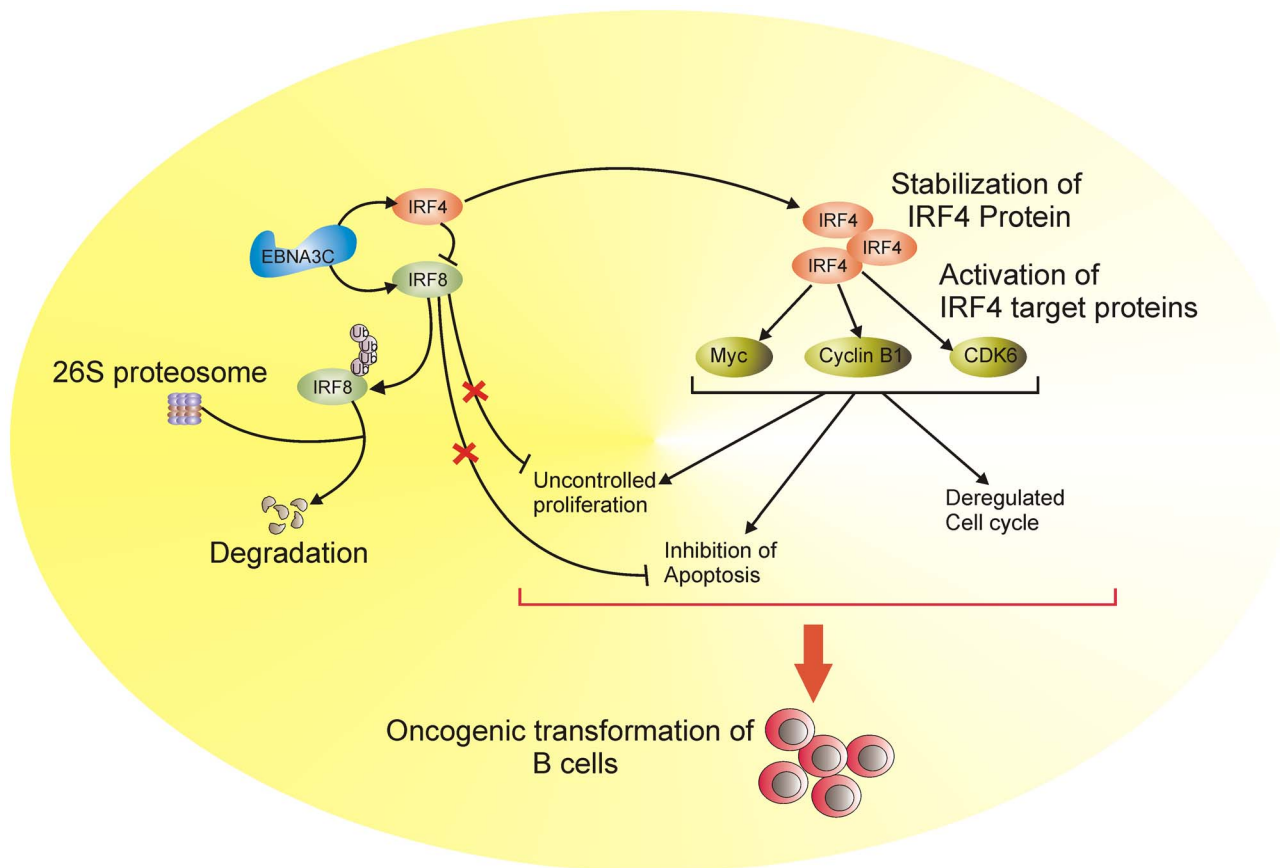 Stabilization of
IRF4 Protein
IRF4
IRF4
IRF4
IRF4
EBNA3C
IRF8
Activation of
IRF4 target proteins
Ub
Ub
Ub
Ub
Myc
Cyclin B1
CDK6
26S proteosome
IRF8
Uncontrolled
proliferation
Deregulated
Cell cycle
Degradation
Inhibition of
Apoptosis
Oncogenic transformation of
B cells